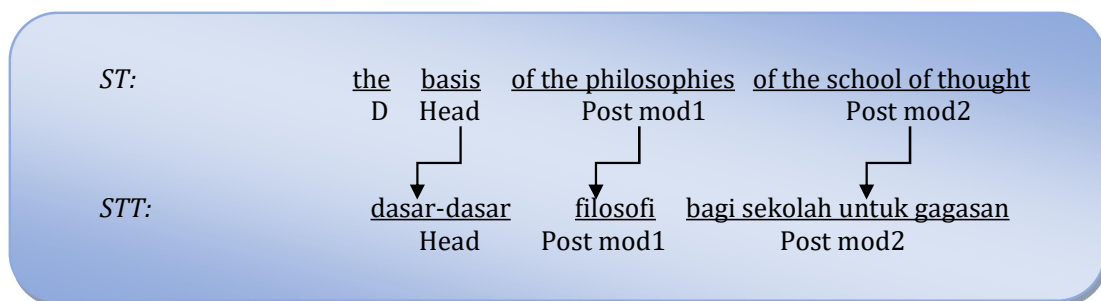 ST: the basis of the philosophies of the school of thought
D Head Post mod1 Post mod2
STT: dasar-dasar filosofi bagi sekolah untuk gagasan
Head Post mod1 Post mod2